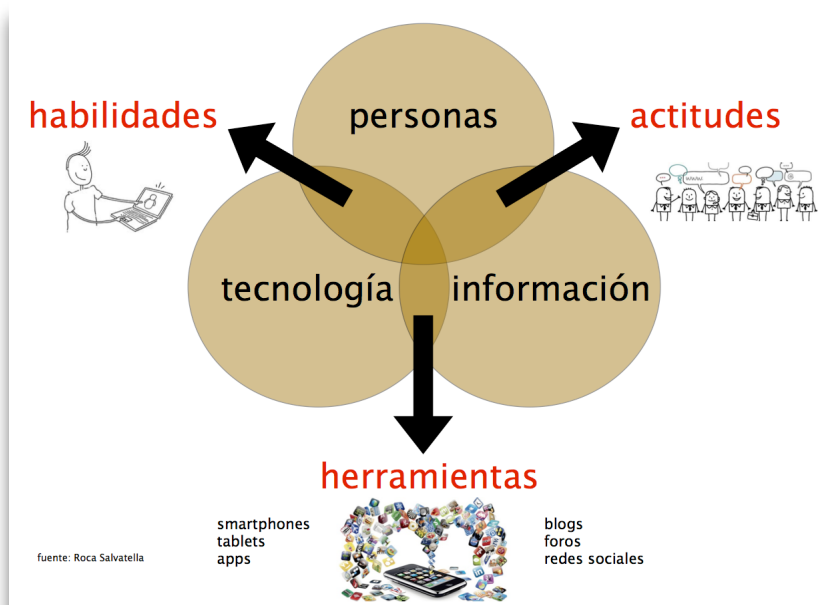 personas
habilidades
actitudes
tecnología
información
herramientas
smartphones
tablets
apps
blogs
foros
redes sociales
fuente: Roca Salvatella